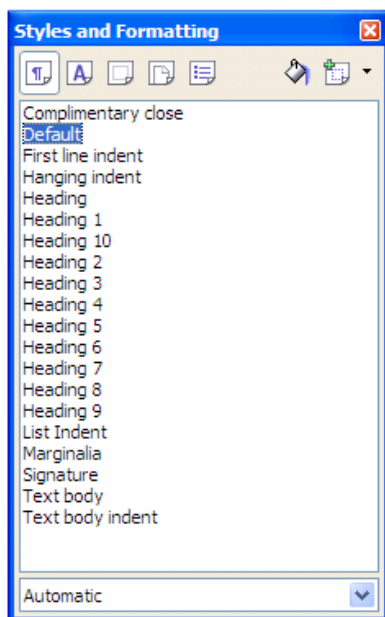 Styles and Formatting
Complimentary close
Default
First line indent
Hanging indent
Heading
Heading 1
Heading 10
Heading 2
Heading 3
Heading 4
Heading 5
Heading 6
Heading 7
Heading 8
Heading 9
List Indent
Marginalia
Signature
Text body
Text body indent
Automatic